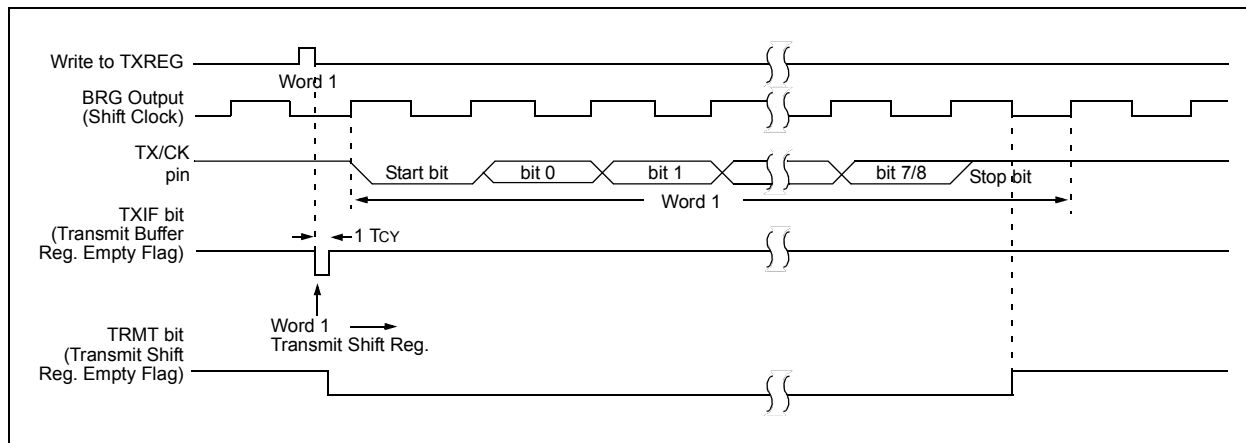 Write to TXREG
Word 1
BRG Output
(Shift Clock)
TX/CK
pin
Start bit
bit 0
bit 1
bit 7/8
Stop bit
Word 1
TXIF bit
(Transmit Buffer
Reg. Empty Flag)
1 TCY
Word 1
Transmit Shift Reg.
TRMT bit
(Transmit Shift
Reg. Empty Flag)